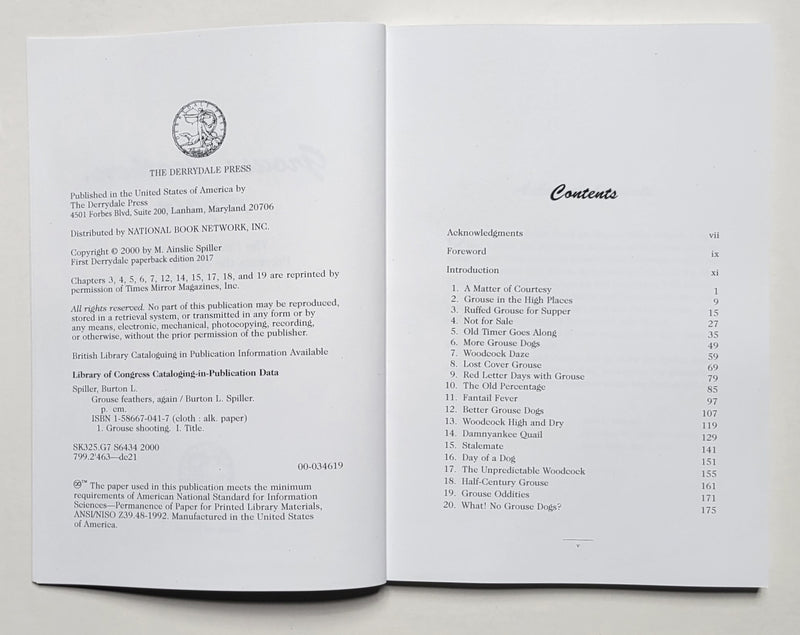 THE DERRYDALE PRESS
Published in the United States of America by
The Derrydale Press
4501 Forbes Blvd, Suite 200, Lanham, Maryland 20706
Distributed by NATIONAL BOOK NETWORK, INC.
Copyright © 2000 by M. Ainslie Spiller
First Derrydale paperback edition 2017
Chapters 3, 4, 5, 6, 7, 12, 14, 15, 17, 18, and 19 are reprinted by
permission of Times Mirror Magazines, Inc.
All rights reserved. No part of this publication may be reproduced,
stored in a retrieval system, or transmitted in any form or by
any means, electronic, mechanical, photocopying, recording,
or otherwise, without the prior permission of the publisher.
British Library Cataloguing in Publication Information Available
Library of Congress Cataloging-in-Publication Data
Spiller, Burton L.
Grouse feathers, again / Burton L. Spiller.
p. cm.
ISBN 1-58667-041-7 (cloth : alk. paper)
1. Grouse shooting. I. Title.
SK325.G7 S6434 2000
799.2'463—dc21
00-034619
♾™ The paper used in this publication meets the minimum
requirements of American National Standard for Information
Sciences—Permanence of Paper for Printed Library Materials,
ANSI/NISO Z39.48-1992. Manufactured in the United States
of America.
Contents
Acknowledgments vii
Foreword ix
Introduction xi
1. A Matter of Courtesy 1
2. Grouse in the High Places 9
3. Ruffed Grouse for Supper 15
4. Not for Sale 27
5. Old Timer Goes Along 35
6. More Grouse Dogs 49
7. Woodcock Daze 59
8. Lost Cover Grouse 69
9. Red Letter Days with Grouse 79
10. The Old Percentage 85
11. Fantail Fever 97
12. Better Grouse Dogs 107
13. Woodcock High and Dry 119
14. Damnyankee Quail 129
15. Stalemate 141
16. Day of a Dog 151
17. The Unpredictable Woodcock 155
18. Half-Century Grouse 161
19. Grouse Oddities 171
20. What! No Grouse Dogs? 175
v